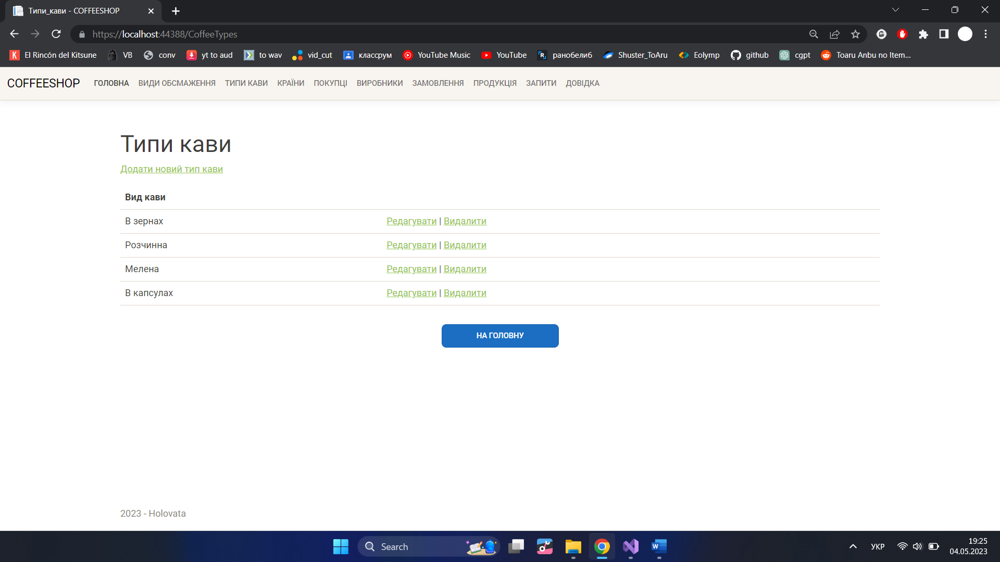 Типи_кави - COFFEESHOP
https://localhost:44388/CoffeeTypes
El Rincón del Kitsune VB conv yt to aud to wav vid_cut классрум YouTube Music YouTube ранобелиб Shuster_ToAru Eolymp github cgpt Toaru Anbu no Item...
COFFEESHOP ГОЛОВНА ВИДИ ОБСМАЖЕННЯ ТИПИ КАВИ КРАЇНИ ПОКУПЦІ ВИРОБНИКИ ЗАМОВЛЕННЯ ПРОДУКЦІЯ ЗАПИТИ ДОВІДКА
Типи кави
Додати новий тип кави
Вид кави
В зернах Редагувати | Видалити
Розчинна Редагувати | Видалити
Мелена Редагувати | Видалити
В капсулах Редагувати | Видалити
НА ГОЛОВНУ
2023 - Holovata
Search
УКР
19:25
04.05.2023